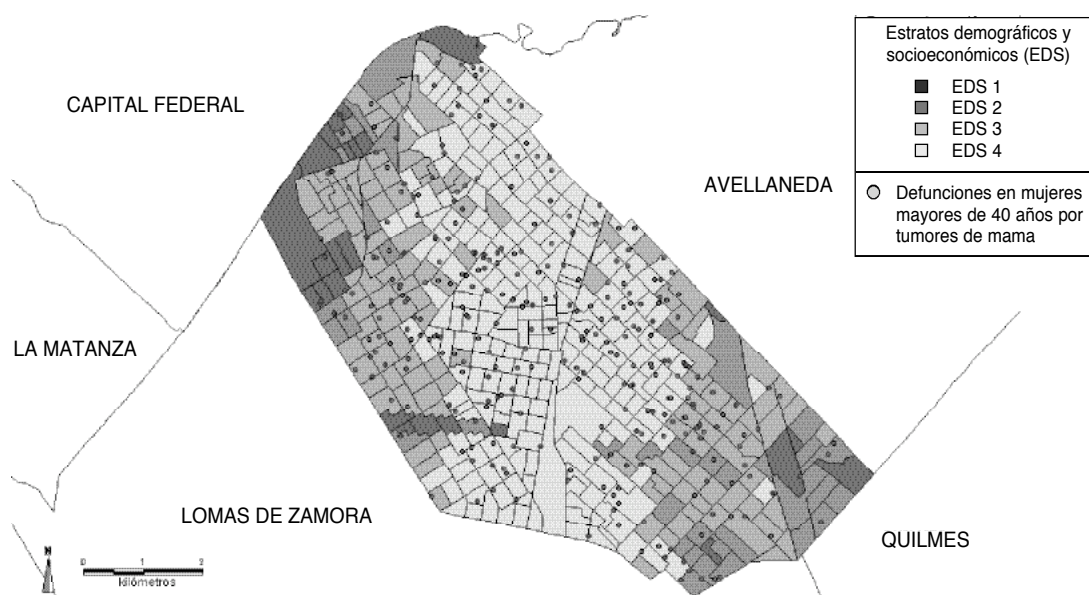 Estratos demográficos y
socioeconómicos (EDS)
EDS 1
EDS 2
EDS 3
EDS 4
Defunciones en mujeres
mayores de 40 años por
tumores de mama
CAPITAL FEDERAL
AVELLANEDA
LA MATANZA
LOMAS DE ZAMORA
QUILMES
N
0 1 2
kilómetros